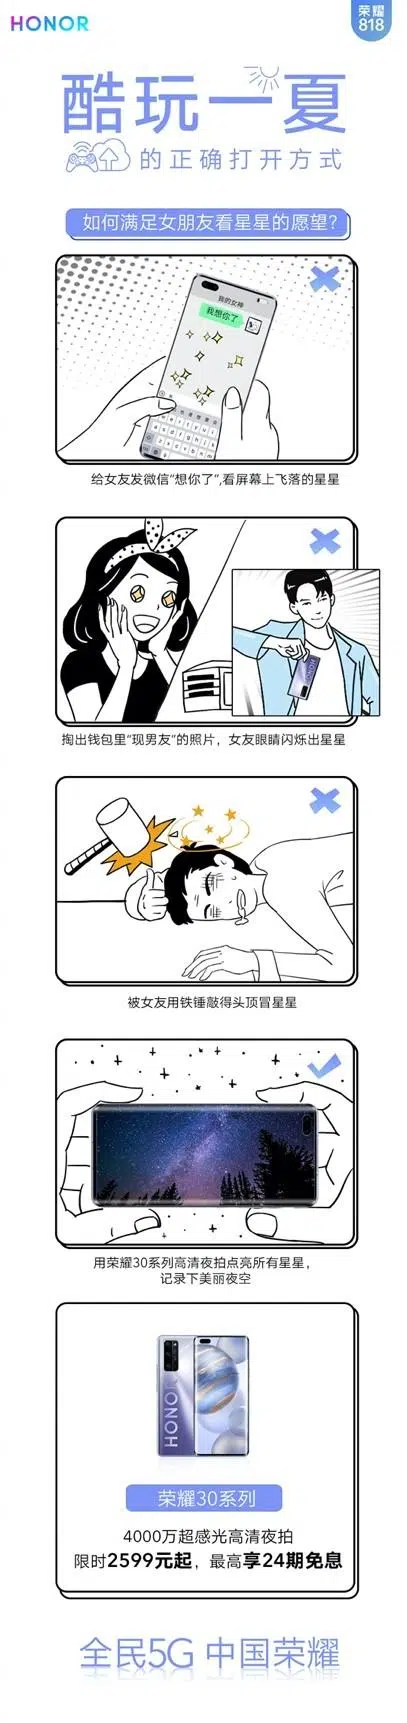 HONOR
荣耀
818
酷玩一夏
的正确打开方式
如何满足女朋友看星星的愿望？
我的女神
我想你了
给女友发微信“想你了”,看屏幕上飞落的星星
HONOR
掏出钱包里“现男友”的照片，女友眼睛闪烁出星星
被女友用铁锤敲得头顶冒星星
用荣耀30系列高清夜拍点亮所有星星，
记录下美丽夜空
HONOR
荣耀30系列
4000万超感光高清夜拍
限时2599元起，最高享24期免息
全民5G 中国荣耀